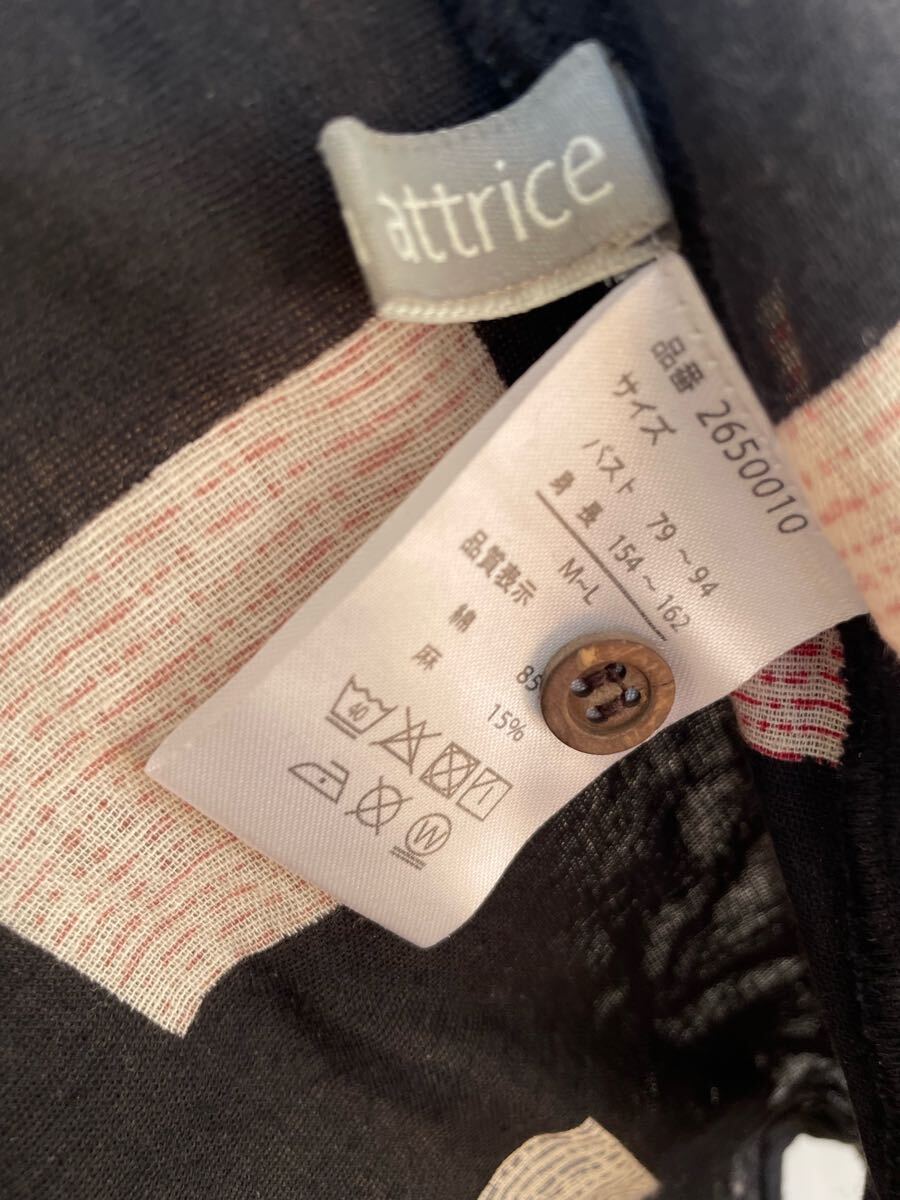 attrice
品番 2650010
サイズ
バスト 79～94
身長 154～162
M~L
品質表示
綿 85
麻 15%
40
W